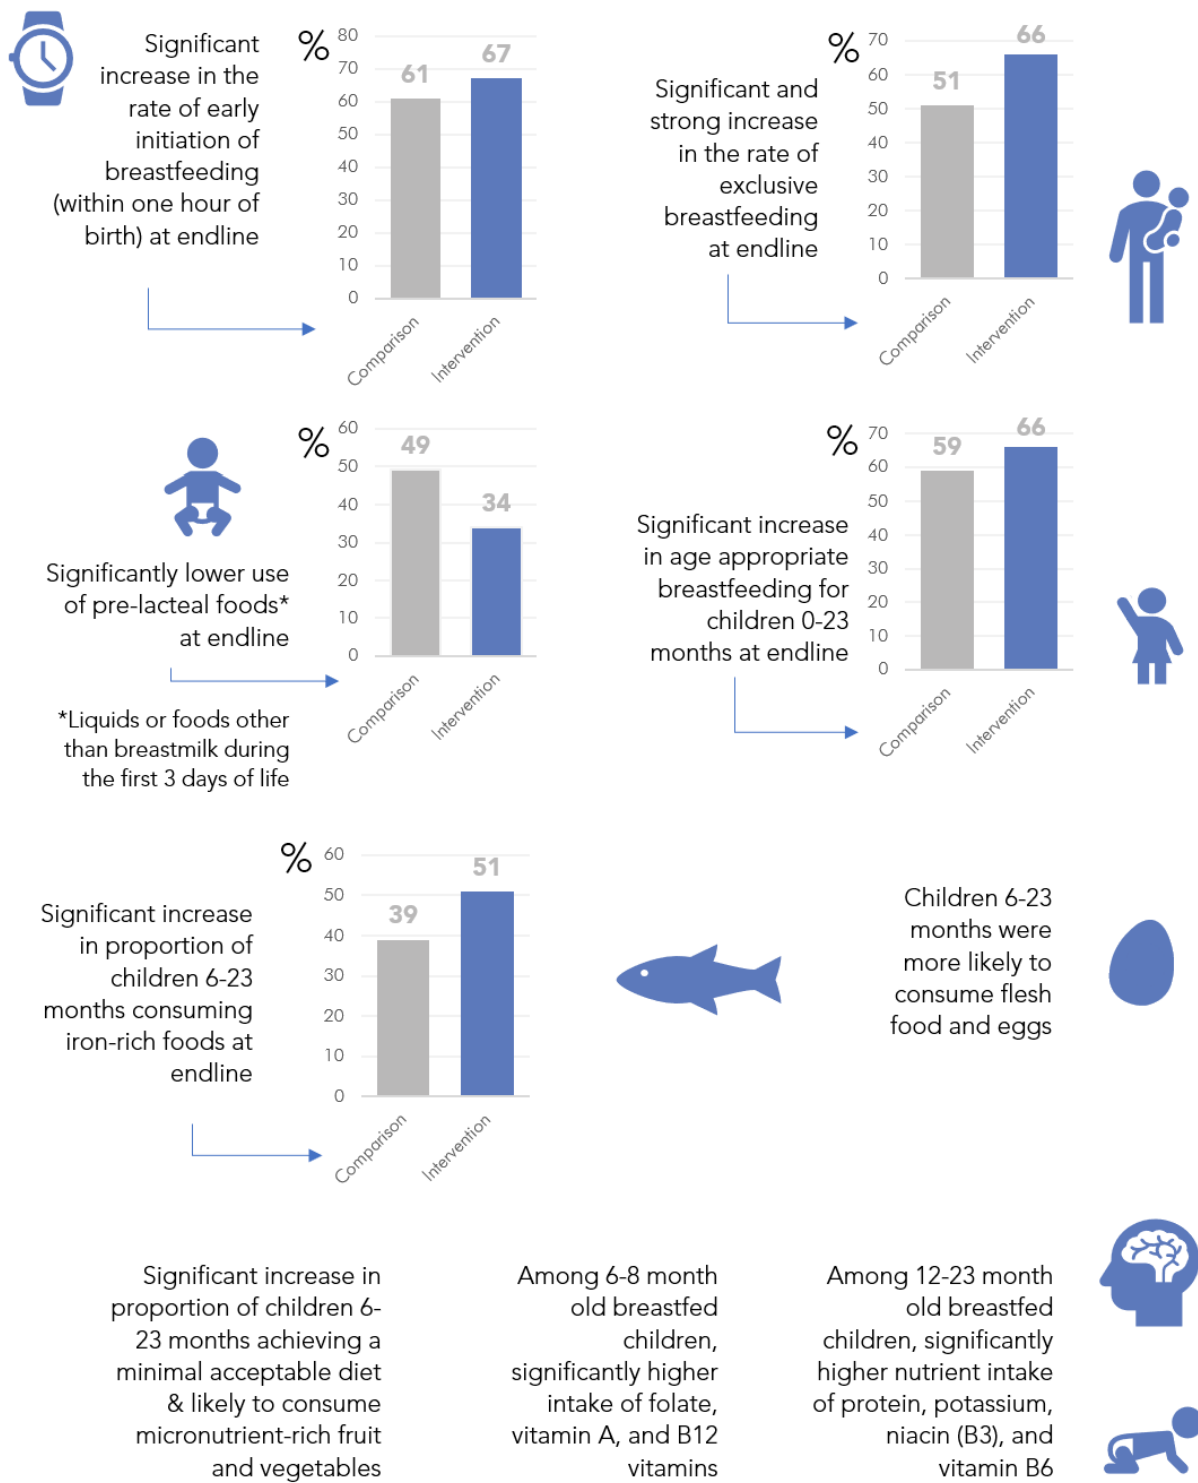 Significant
increase in the
rate of early
initiation of
breastfeeding
(within one hour of
birth) at endline
%
80
70
60
50
40
30
20
10
0
61
67
Comparison
Intervention
Significant and
strong increase
in the rate of
exclusive
breastfeeding
at endline
%
70
60
50
40
30
20
10
0
51
66
Comparison
Intervention
Significantly lower use
of pre-lacteal foods*
at endline
*Liquids or foods other
than breastmilk during
the first 3 days of life
%
60
50
40
30
20
10
0
49
34
Comparison
Intervention
Significant increase
in age appropriate
breastfeeding for
children 0-23
months at endline
%
70
60
50
40
30
20
10
0
59
66
Comparison
Intervention
Significant increase
in proportion of
children 6-23
months consuming
iron-rich foods at
endline
%
60
50
40
30
20
10
0
39
51
Comparison
Intervention
Children 6-23
months were
more likely to
consume flesh
food and eggs
Significant increase in
proportion of children 6-
23 months achieving a
minimal acceptable diet
& likely to consume
micronutrient-rich fruit
and vegetables
Among 6-8 month
old breastfed
children,
significantly higher
intake of folate,
vitamin A, and B12
vitamins
Among 12-23 month
old breastfed
children, significantly
higher nutrient intake
of protein, potassium,
niacin (B3), and
vitamin B6